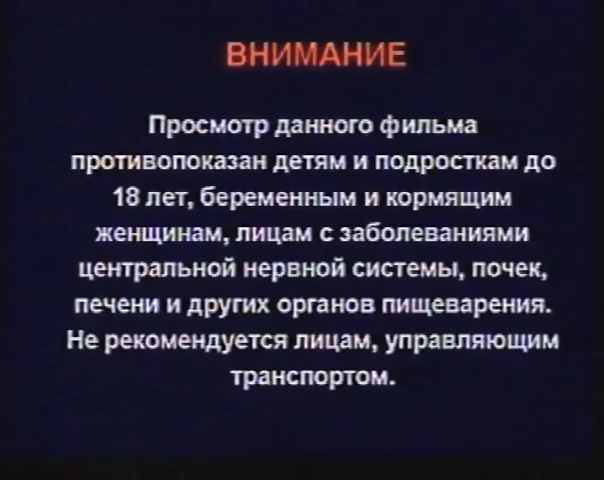 ВНИМАНИЕ
Просмотр данного фильма
противопоказан детям и подросткам до
18 лет, беременным и кормящим
женщинам, лицам с заболеваниями
центральной нервной системы, почек,
печени и других органов пищеварения.
Не рекомендуется лицам, управляющим
транспортом.